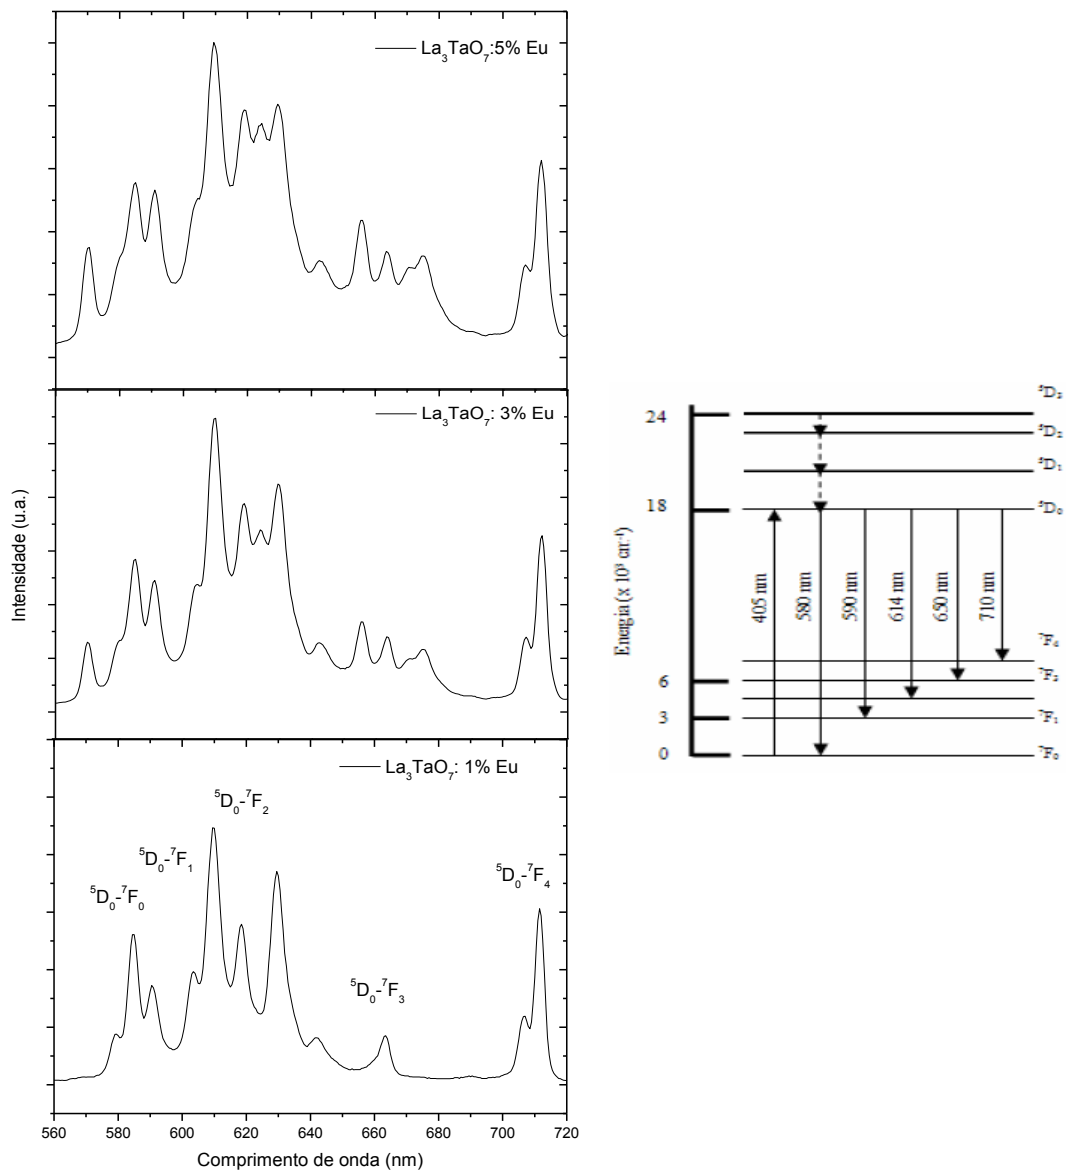 La₃TaO₇:5% Eu
La₃TaO₇: 3% Eu
Intensidade (u.a.)
La₃TaO₇: 1% Eu
⁵D₀-⁷F₂
⁵D₀-⁷F₁
⁵D₀-⁷F₀
⁵D₀-⁷F₄
⁵D₀-⁷F₃
560 580 600 620 640 660 680 700 720
Comprimento de onda (nm)
Energia (x 10³ cm⁻¹)
24
18
6
3
0
405 nm
580 nm
590 nm
614 nm
650 nm
710 nm
⁵D₃
⁵D₂
⁵D₁
⁵D₀
⁷F₄
⁷F₃
⁷F₁
⁷F₀